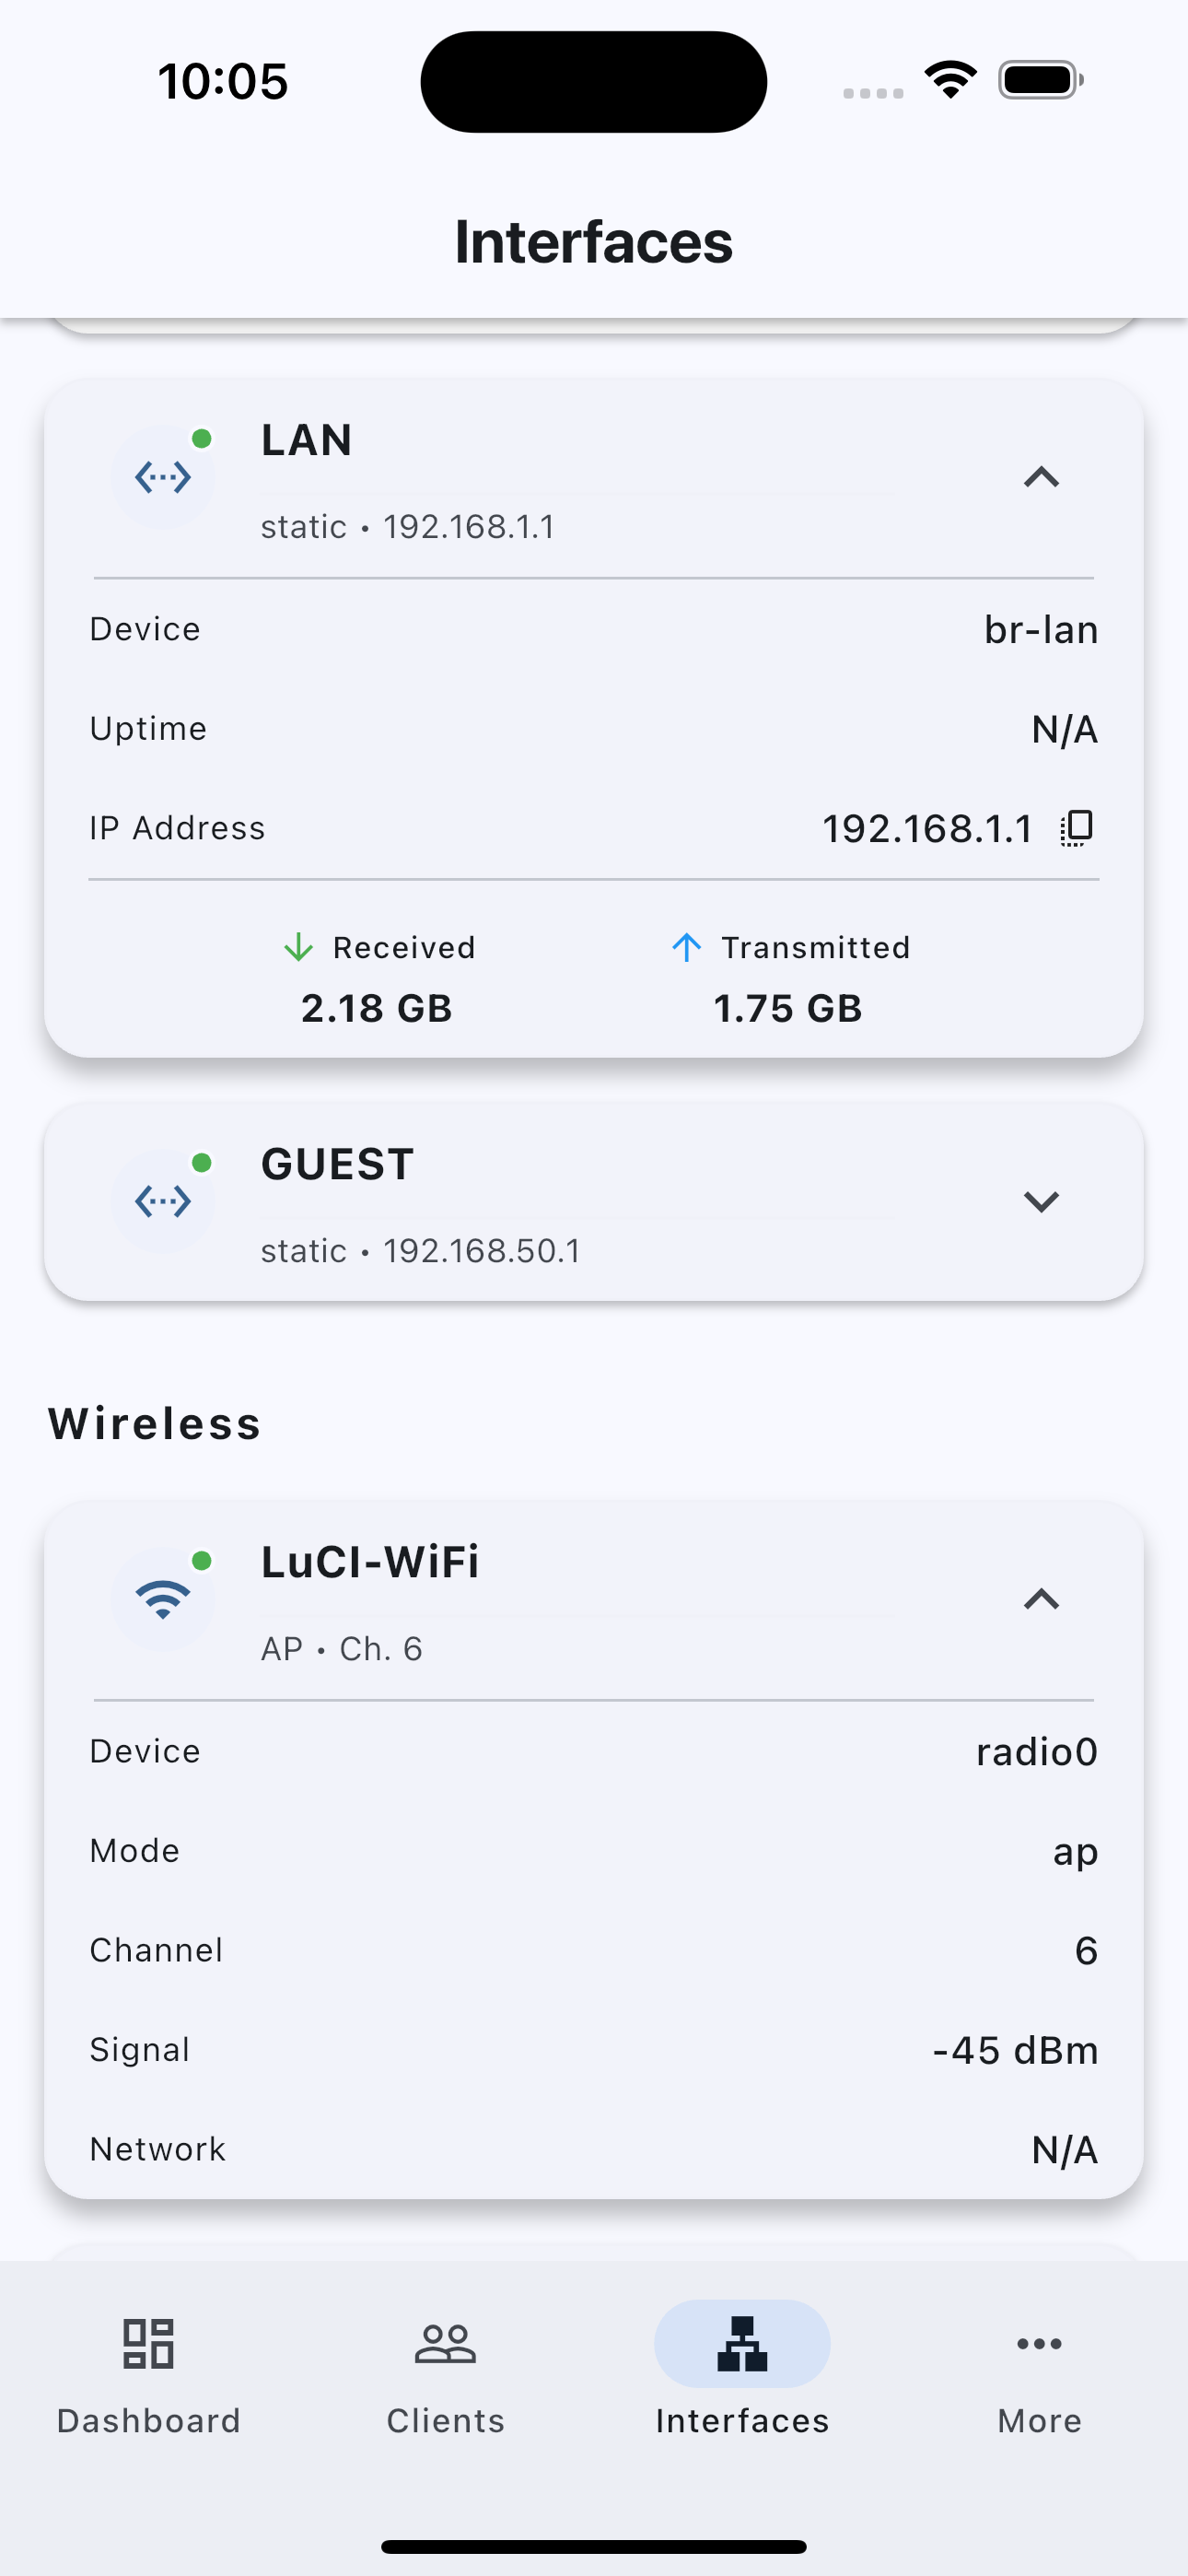 10:05
Interfaces
LAN
static • 192.168.1.1
Device br-lan
Uptime N/A
IP Address 192.168.1.1
Received Transmitted
2.18 GB 1.75 GB
GUEST
static • 192.168.50.1
Wireless
LuCI-WiFi
AP • Ch. 6
Device radio0
Mode ap
Channel 6
Signal -45 dBm
Network N/A
Dashboard Clients Interfaces More